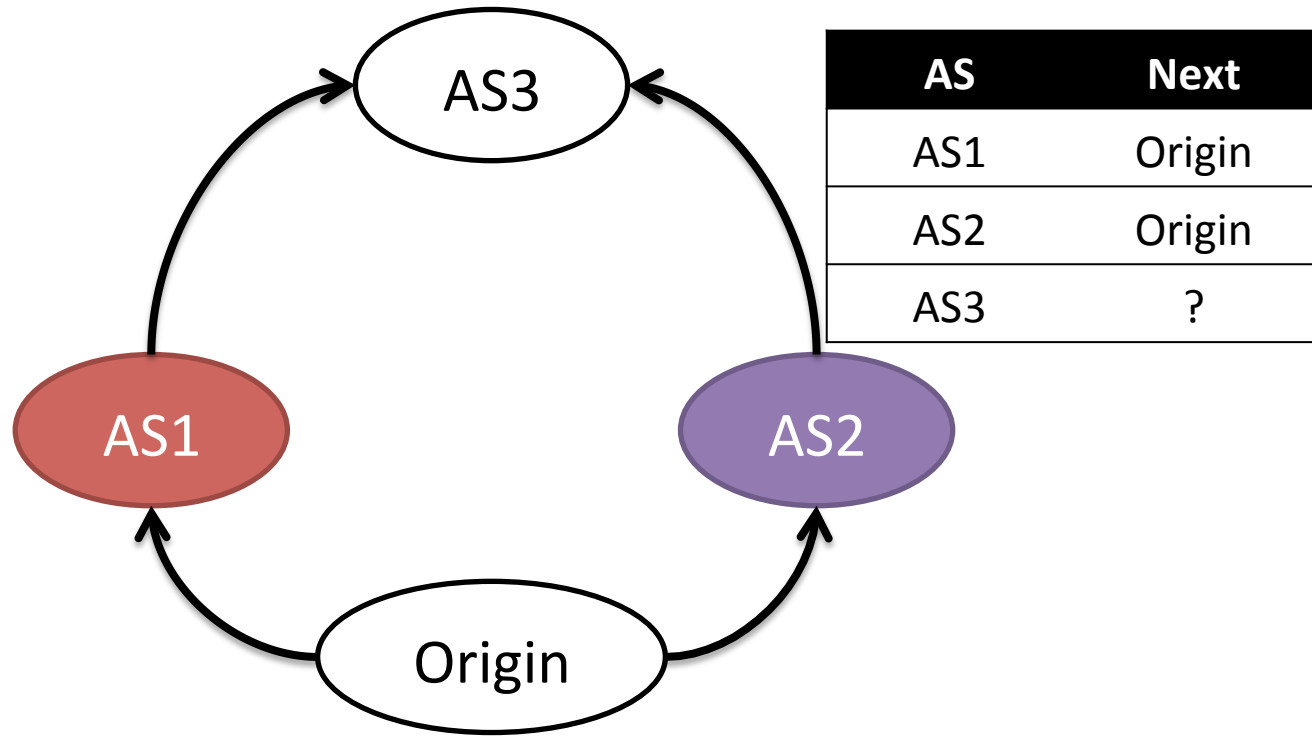 AS3
AS Next
AS1 Origin
AS2 Origin
AS3 ?
AS1
AS2
Origin